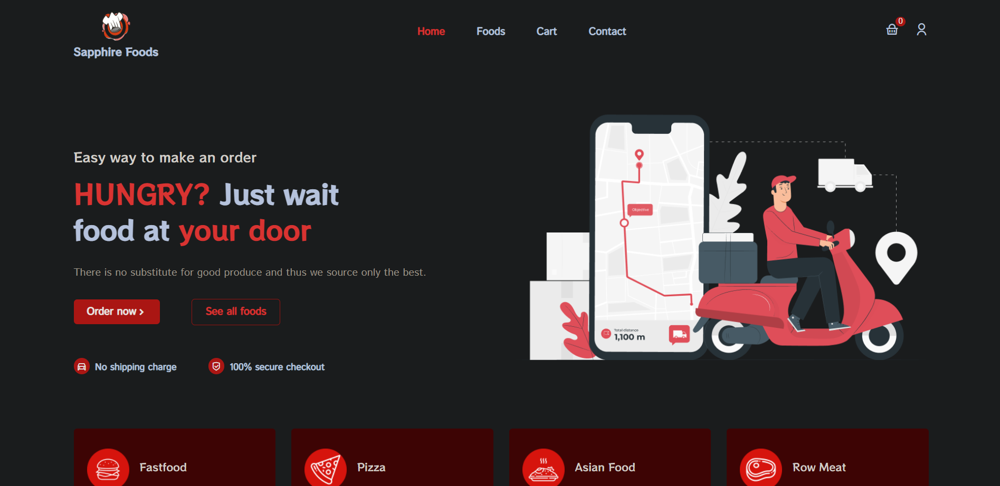 Sapphire Foods
Home
Foods
Cart
Contact
0
Easy way to make an order
HUNGRY? Just wait
food at your door
There is no substitute for good produce and thus we source only the best.
Order now
See all foods
No shipping charge
100% secure checkout
Objective
Total distance
1,100 m
Fastfood
Pizza
Asian Food
Row Meat